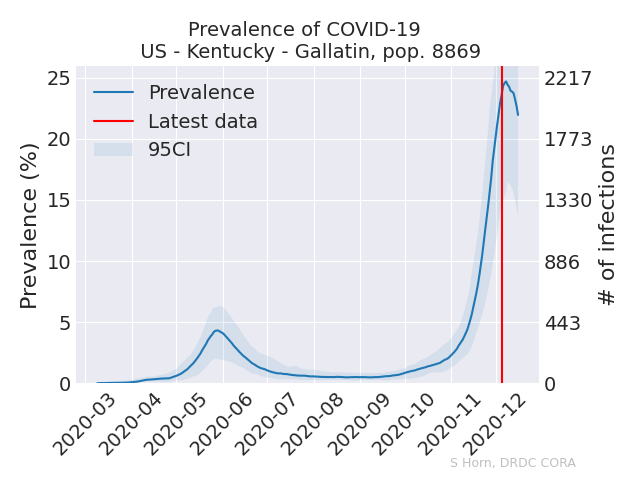 Prevalence of COVID-19
US - Kentucky - Gallatin, pop. 8869
Prevalence
Latest data
95CI
Prevalence (%)
25
20
15
10
5
0
2217
1773
1330
886
443
0
# of infections
2020-03
2020-04
2020-05
2020-06
2020-07
2020-08
2020-09
2020-10
2020-11
2020-12
S Horn, DRDC CORA